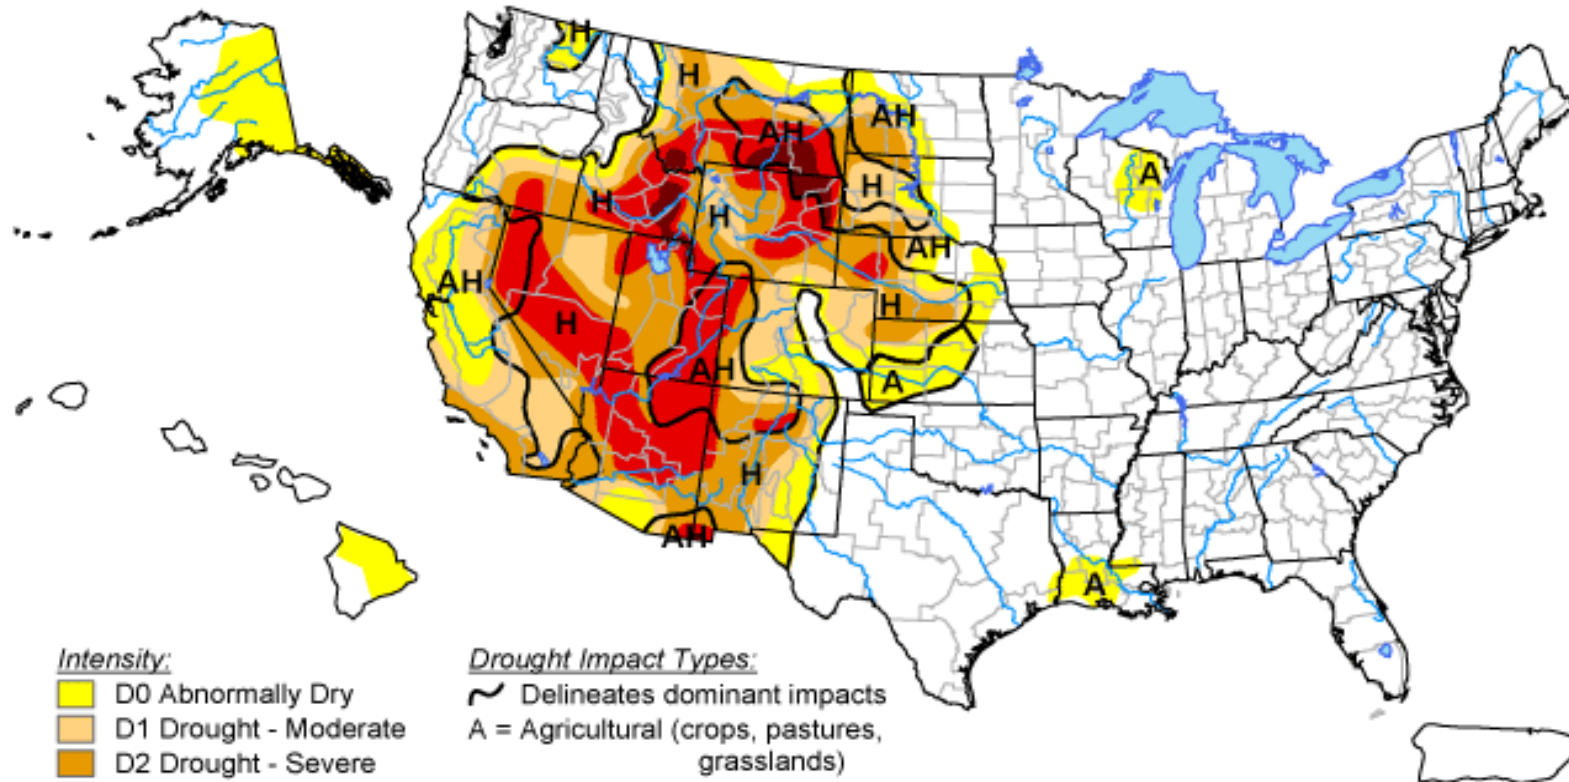 H
H
AH
AH
A
H
H
H
AH
AH
H
H
AH
A
H
AH
A
Intensity:
D0 Abnormally Dry
D1 Drought - Moderate
D2 Drought - Severe
Drought Impact Types:
Delineates dominant impacts
A = Agricultural (crops, pastures,
grasslands)